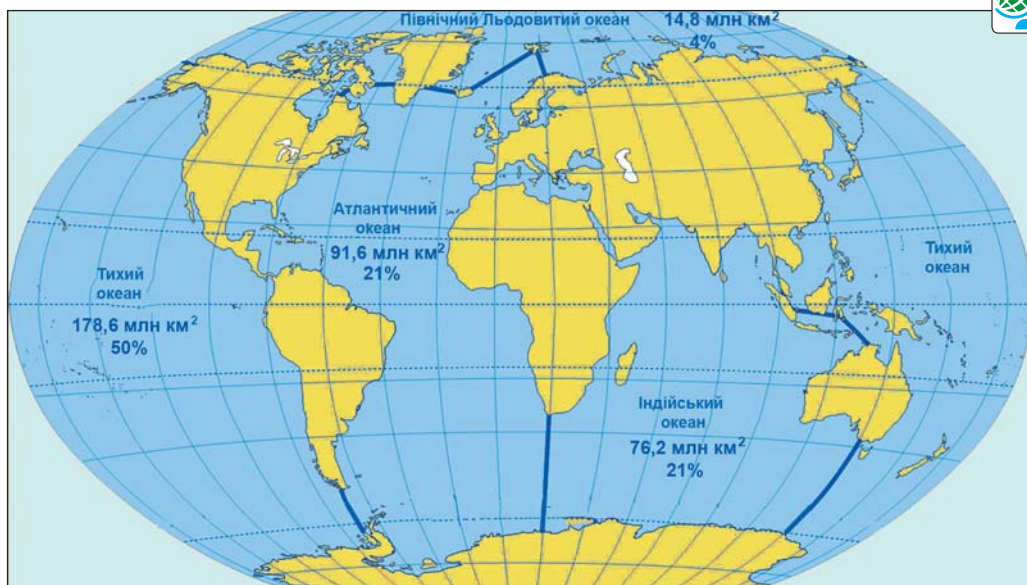 Північний Льодовитий океан
14,8 млн км²
4%
Атлантичний
океан
91,6 млн км²
21%
Тихий
океан
178,6 млн км²
50%
Тихий
океан
Індійський
океан
76,2 млн км²
21%